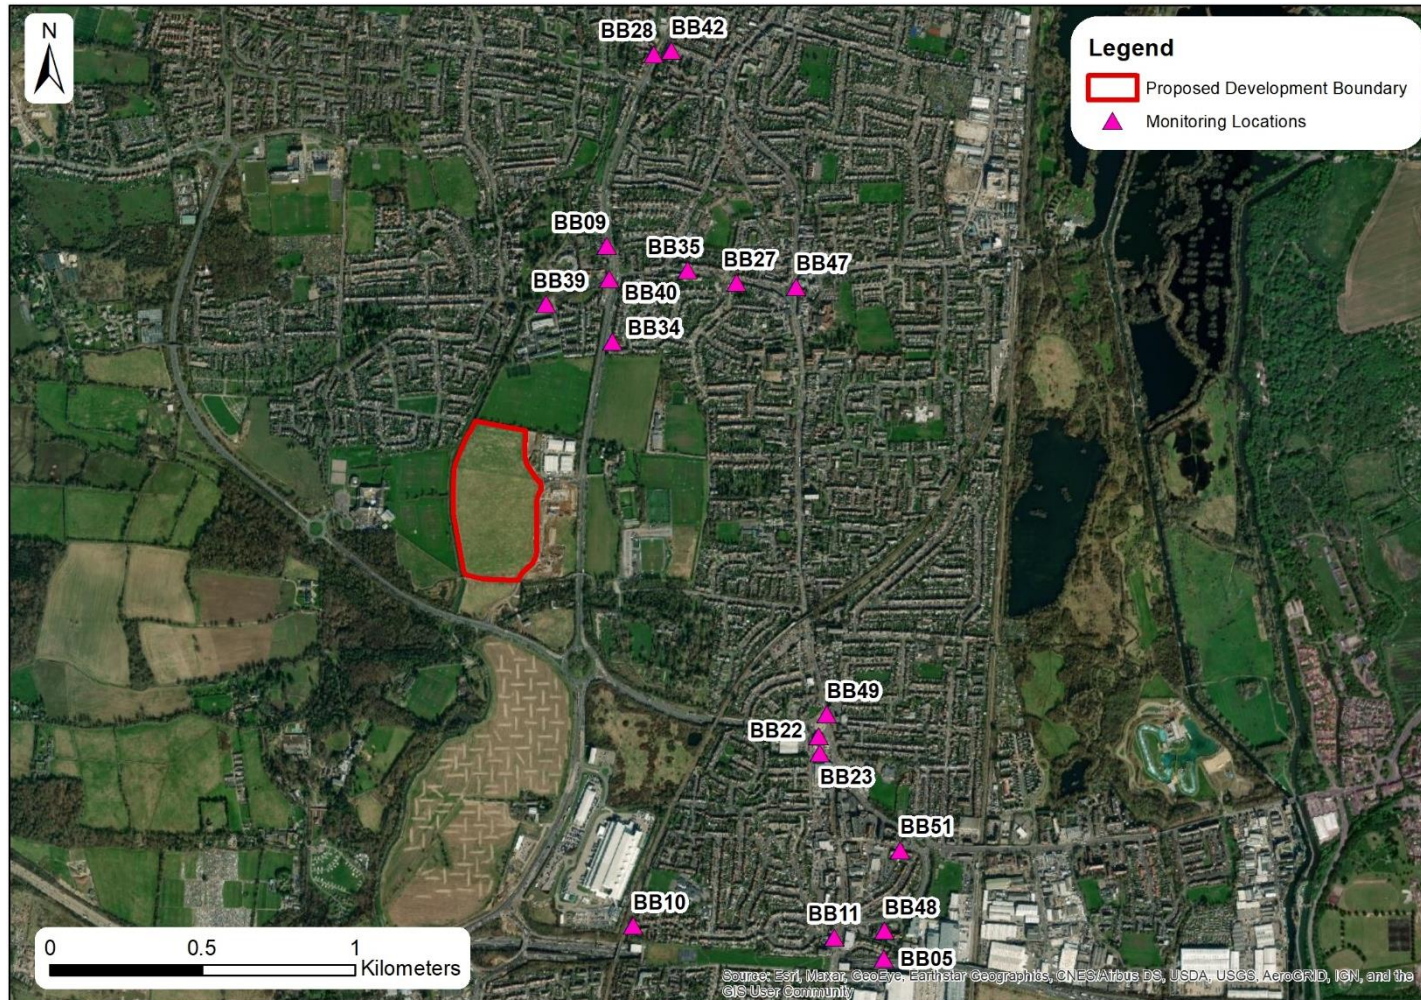 N
BB28
BB42
Legend
Proposed Development Boundary
Monitoring Locations
BB09
BB35
BB27
BB47
BB39
BB40
BB34
BB49
BB22
BB23
BB51
BB10
BB11
BB48
BB05
0 0.5 1
Kilometers
Source: Esri, Maxar, GeoEye, Earthstar Geographics, CNES/Airbus DS, USDA, USGS, AeroGRID, IGN, and the
GIS User Community